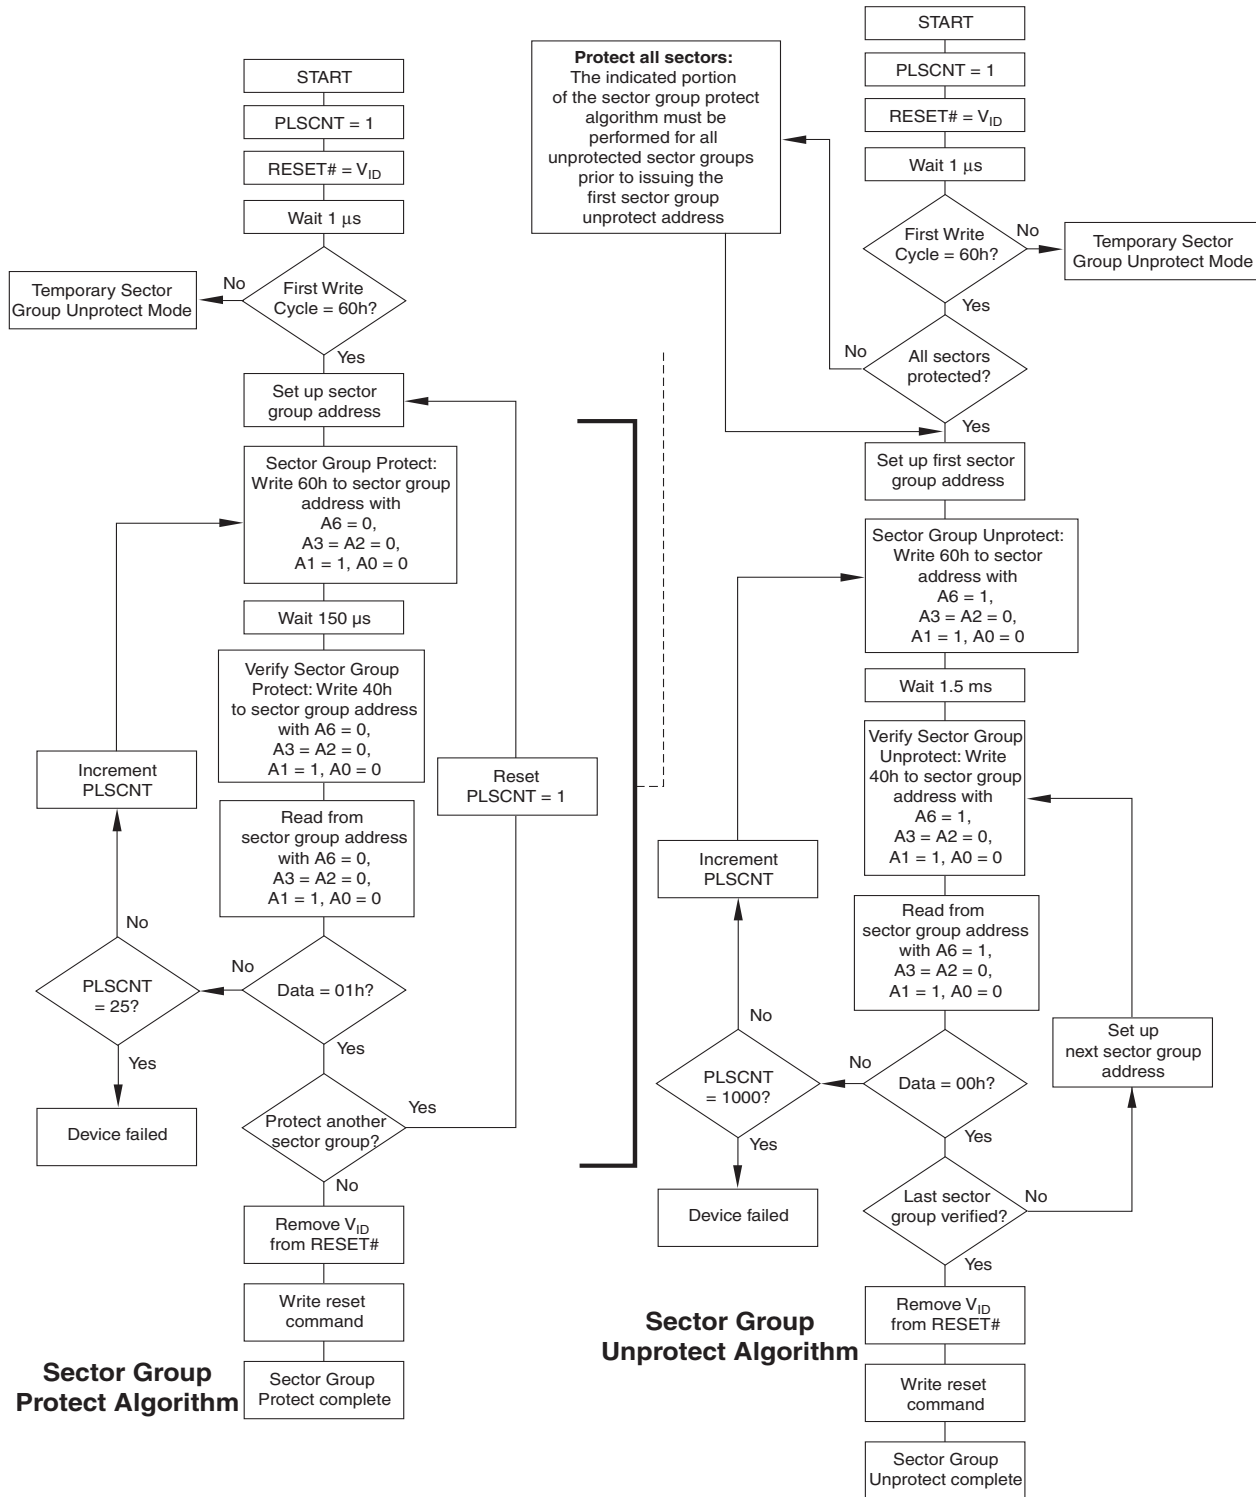 START
PLSCNT = 1
RESET# = VID
Wait 1 μs
First Write
Cycle = 60h?
No
Temporary Sector
Group Unprotect Mode
Yes
Set up sector
group address
Sector Group Protect:
Write 60h to sector group
address with
A6 = 0,
A3 = A2 = 0,
A1 = 1, A0 = 0
Wait 150 μs
Verify Sector Group
Protect: Write 40h
to sector group address
with A6 = 0,
A3 = A2 = 0,
A1 = 1, A0 = 0
Increment
PLSCNT
Reset
PLSCNT = 1
Read from
sector group address
with A6 = 0,
A3 = A2 = 0,
A1 = 1, A0 = 0
No
PLSCNT
= 25?
No
Data = 01h?
Yes
Yes
Device failed
Protect another
sector group?
Yes
No
Remove VID
from RESET#
Write reset
command
Sector Group
Protect complete
Sector Group
Protect Algorithm
Protect all sectors:
The indicated portion
of the sector group protect
algorithm must be
performed for all
unprotected sector groups
prior to issuing the
first sector group
unprotect address
START
PLSCNT = 1
RESET# = VID
Wait 1 μs
First Write
Cycle = 60h?
No
Temporary Sector
Group Unprotect Mode
Yes
No
All sectors
protected?
Yes
Set up first sector
group address
Sector Group Unprotect:
Write 60h to sector
address with
A6 = 1,
A3 = A2 = 0,
A1 = 1, A0 = 0
Wait 1.5 ms
Verify Sector Group
Unprotect: Write
40h to sector group
address with
A6 = 1,
A3 = A2 = 0,
A1 = 1, A0 = 0
Increment
PLSCNT
Read from
sector group address
with A6 = 1,
A3 = A2 = 0,
A1 = 1, A0 = 0
No
Set up
next sector group
address
PLSCNT
= 1000?
No
Data = 00h?
Yes
Yes
Device failed
Last sector
group verified?
No
Yes
Remove VID
from RESET#
Write reset
command
Sector Group
Unprotect complete
Sector Group
Unprotect Algorithm